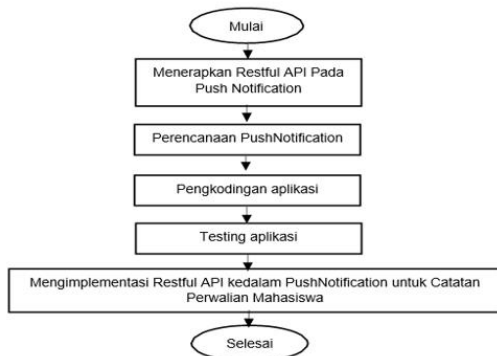 Mulai
Menerapkan Restful API Pada
Push Notification
Perencanaan PushNotification
Pengkodingan aplikasi
Testing aplikasi
Mengimplementasi Restful API kedalam PushNotification untuk Catatan
Perwalian Mahasiswa
Selesai